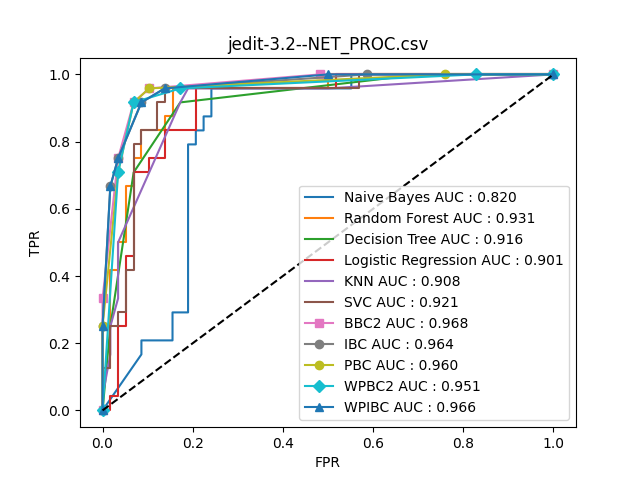 jedit-3.2--NET_PROC.csv
1.0
0.8
0.6
0.4
0.2
0.0
TPR
Naive Bayes AUC : 0.820
Random Forest AUC : 0.931
Decision Tree AUC : 0.916
Logistic Regression AUC : 0.901
KNN AUC : 0.908
SVC AUC : 0.921
BBC2 AUC : 0.968
IBC AUC : 0.964
PBC AUC : 0.960
WPBC2 AUC : 0.951
WPIBC AUC : 0.966
0.0 0.2 0.4 0.6 0.8 1.0
FPR